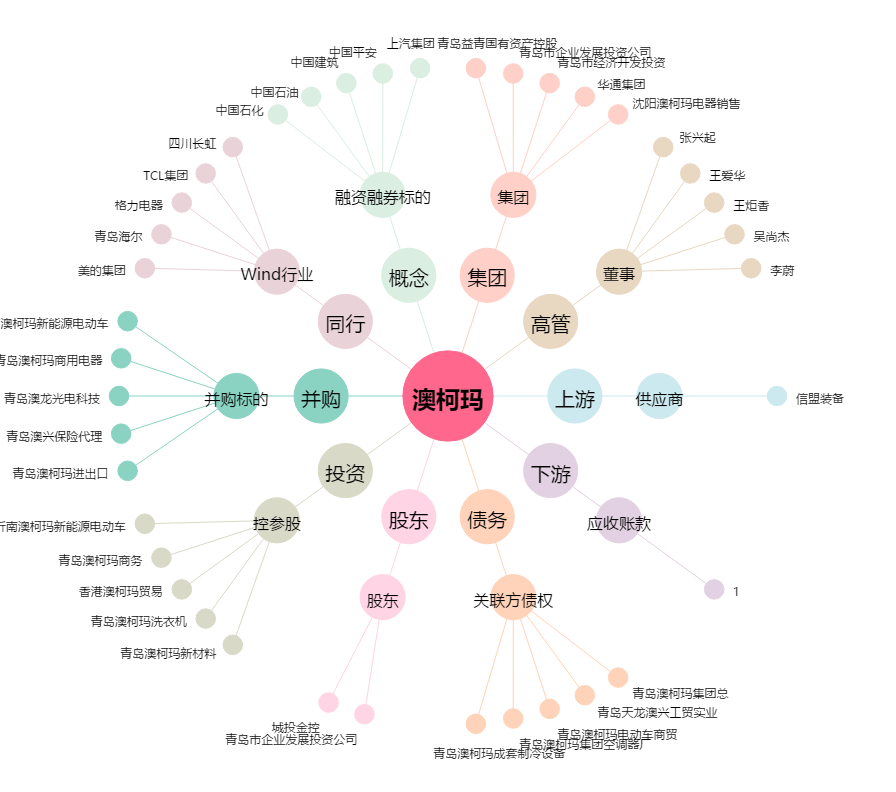 上汽集团
中国平安
中国建筑
中国石油
中国石化
融资融券标的
概念
青岛益青国有资产控股
青岛市企业发展投资公司
青岛市经济开发投资
华通集团
沈阳澳柯玛电器销售
集团
集团
张兴起
王爱华
王炬香
吴尚杰
李蔚
董事
高管
四川长虹
TCL集团
格力电器
青岛海尔
美的集团
Wind行业
同行
澳柯玛新能源电动车
青岛澳柯玛商用电器
青岛澳龙光电科技
青岛澳兴保险代理
青岛澳柯玛进出口
并购标的
并购
澳柯玛
上游
供应商
信盟装备
投资
控参股
沂南澳柯玛新能源电动车
青岛澳柯玛商务
香港澳柯玛贸易
青岛澳柯玛洗衣机
青岛澳柯玛新材料
股东
股东
城投金控
青岛市企业发展投资公司
债务
关联方债权
青岛澳柯玛集团总
青岛天龙澳兴工贸实业
青岛澳柯玛电动车商贸
青岛澳柯玛集团空调器厂
青岛澳柯玛成套制冷设备
下游
应收账款
1